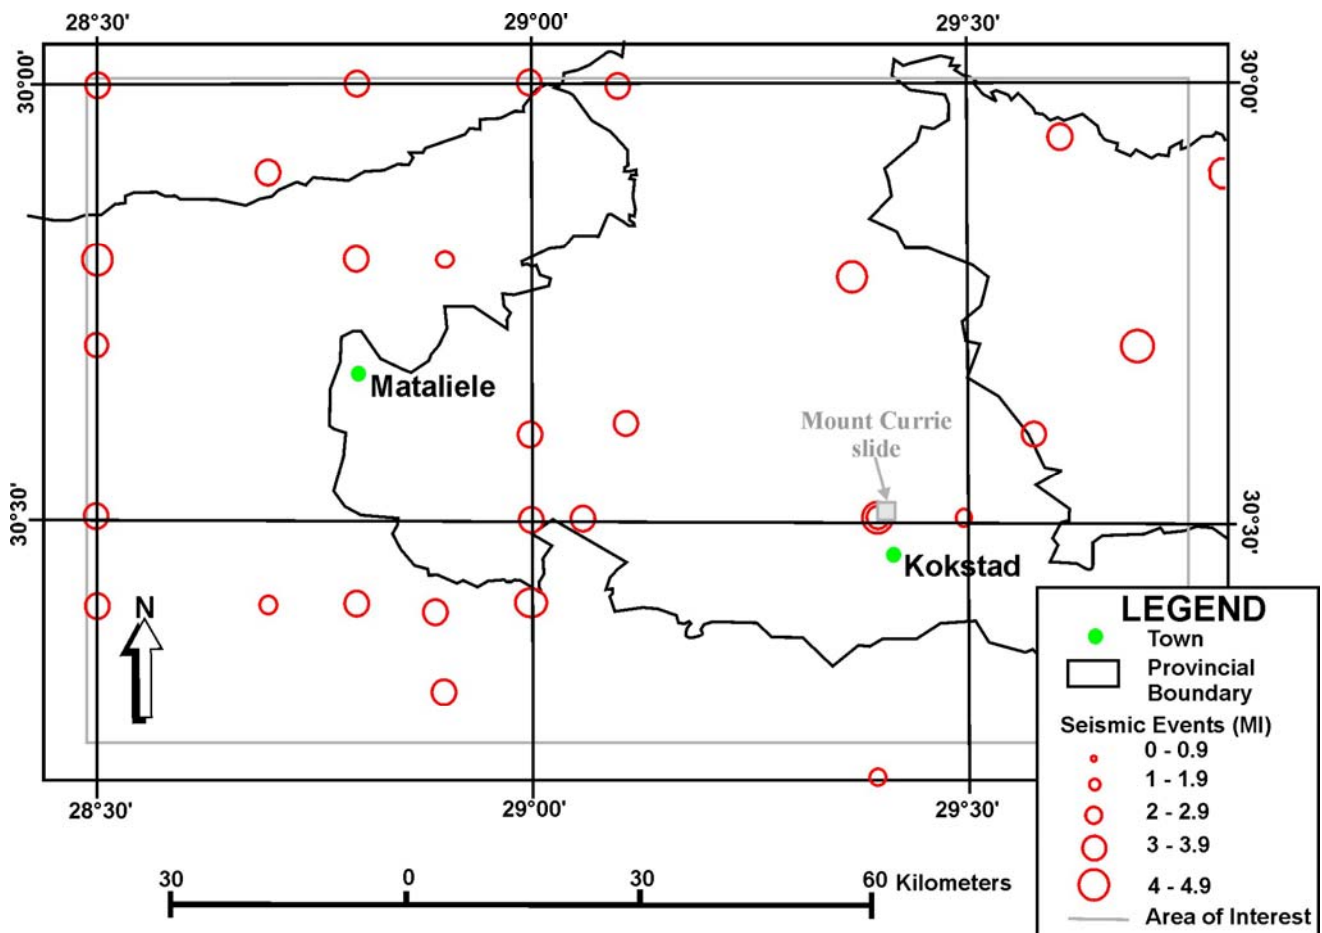 28°30'
29°00'
29°30'
30°00'
30°00'
Mataliele
Mount Currie
slide
30°30'
30°30'
Kokstad
N
LEGEND
Town
Provincial
Boundary
Seismic Events (Ml)
0 - 0.9
1 - 1.9
2 - 2.9
3 - 3.9
4 - 4.9
Area of Interest
28°30'
29°00'
29°30'
30 0 30 60 Kilometers